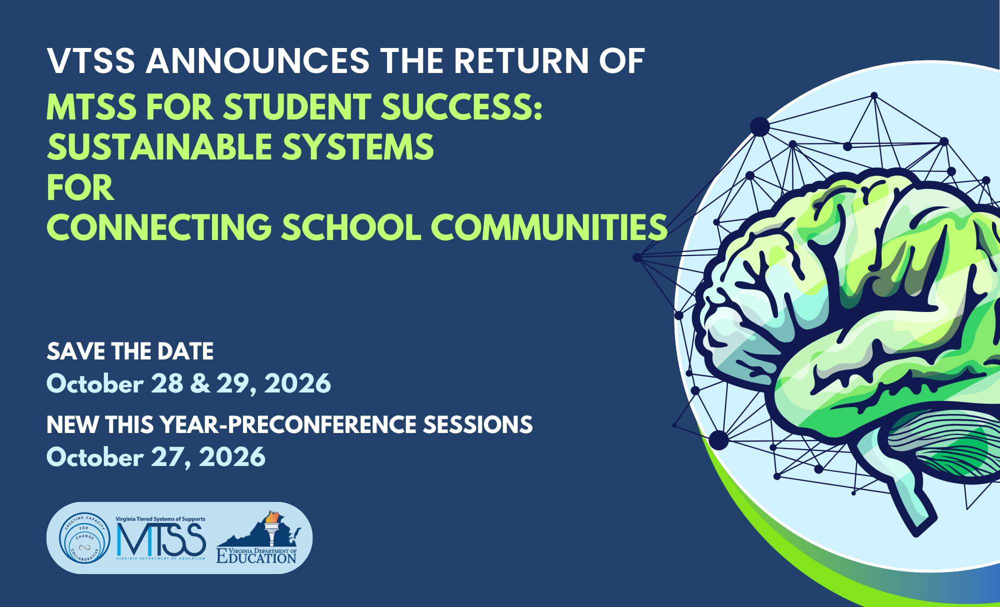 VTSS ANNOUNCES THE RETURN OF
MTSS FOR STUDENT SUCCESS:
SUSTAINABLE SYSTEMS
FOR
CONNECTING SCHOOL COMMUNITIES
SAVE THE DATE
October 28 & 29, 2026
NEW THIS YEAR-PRECONFERENCE SESSIONS
October 27, 2026
CREATING CAPACITY
FOR
CHANGE
COLLABORATIVE
Virginia Tiered Systems of Supports
MTSS
VIRGINIA DEPARTMENT OF EDUCATION
VIRGINIA DEPARTMENT OF
EDUCATION